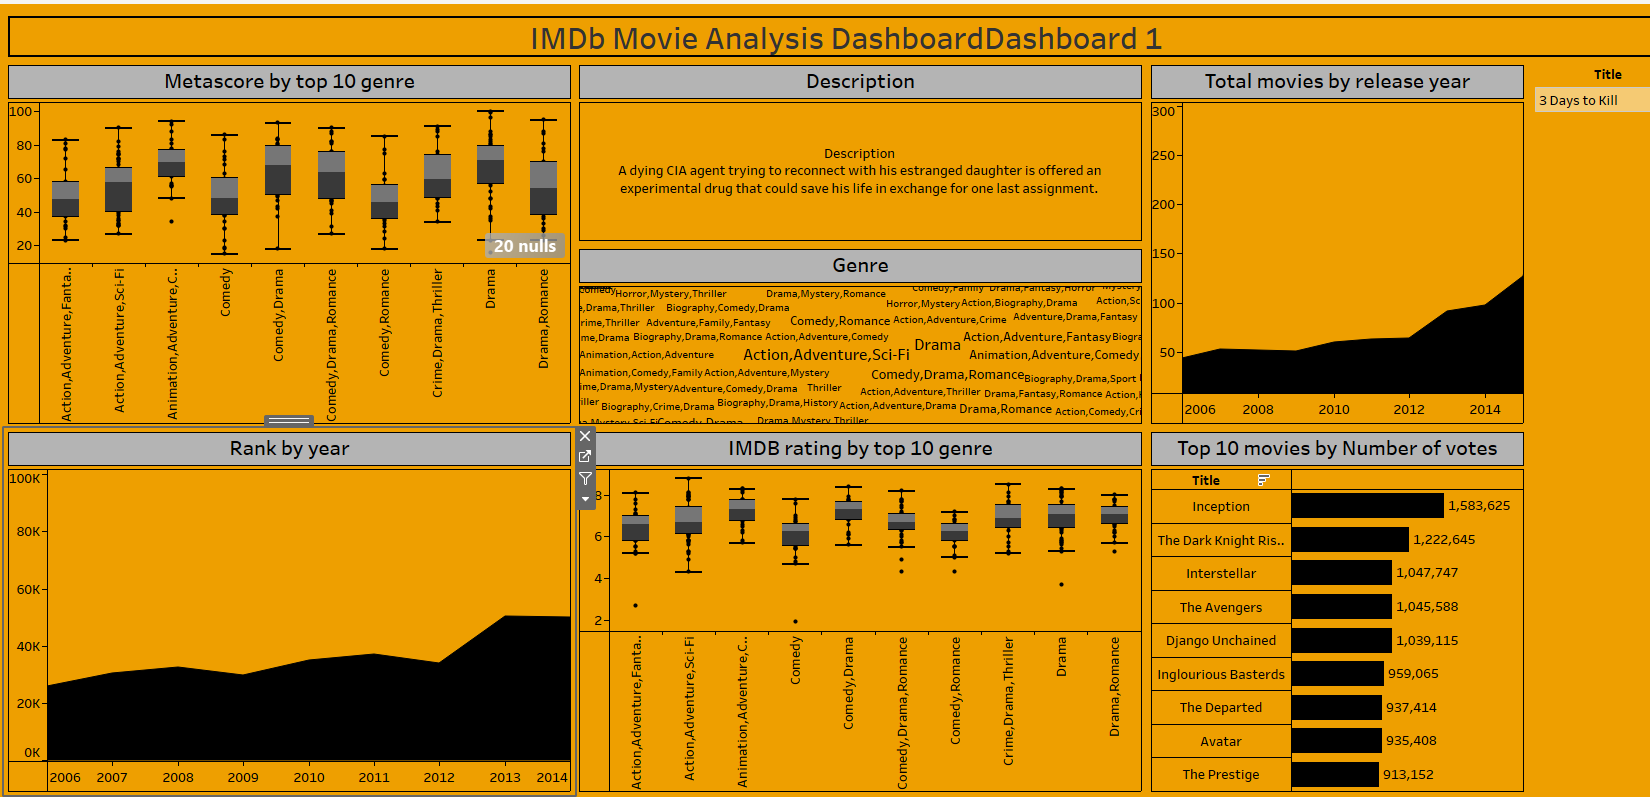 IMDb Movie Analysis DashboardDashboard 1
Metascore by top 10 genre
100
80
60
40
20
20 nulls
Action,Adventure,Fanta..
Action,Adventure,Sci-Fi
Animation,Adventure,C..
Comedy
Comedy,Drama
Comedy,Drama,Romance
Comedy,Romance
Crime,Drama,Thriller
Drama
Drama,Romance
Description
Description
A dying CIA agent trying to reconnect with his estranged daughter is offered an
experimental drug that could save his life in exchange for one last assignment.
Genre
Horror,Mystery,Thriller Drama,Mystery,Romance Comedy,Family Drama,Fantasy,Horror
Horror,Mystery Action,Biography,Drama Action,Sc
e,Drama,Thriller Biography,Comedy,Drama
rime,Thriller Adventure,Family,Fantasy Comedy,Romance Action,Adventure,Crime Adventure,Drama,Fantasy
me,Drama Biography,Drama,Romance Action,Adventure,Comedy Drama Action,Adventure,Fantasy Biogra
Animation,Action,Adventure Action,Adventure,Sci-Fi Animation,Adventure,Comedy
Animation,Comedy,Family Action,Adventure,Mystery Comedy,Drama,Romance Biography,Drama,Sport
ime,Drama,Mystery Adventure,Comedy,Drama Thriller Action,Adventure,Thriller Drama,Fantasy,Romance Action,H
iller Biography,Crime,Drama Biography,Drama,History Action,Adventure,Drama Drama,Romance Action,Comedy,Cri
Comedy,Drama Drama,Mystery,Thriller
Total movies by release year
300
250
200
150
100
50
2006 2008 2010 2012 2014
Title
3 Days to Kill
Rank by year
100K
80K
60K
40K
20K
0K
2006 2007 2008 2009 2010 2011 2012 2013 2014
IMDB rating by top 10 genre
8
6
4
2
Action,Adventure,Fanta..
Action,Adventure,Sci-Fi
Animation,Adventure,C..
Comedy
Comedy,Drama
Comedy,Drama,Romance
Comedy,Romance
Crime,Drama,Thriller
Drama
Drama,Romance
Top 10 movies by Number of votes
Title
Inception 1,583,625
The Dark Knight Ris.. 1,222,645
Interstellar 1,047,747
The Avengers 1,045,588
Django Unchained 1,039,115
Inglourious Basterds 959,065
The Departed 937,414
Avatar 935,408
The Prestige 913,152